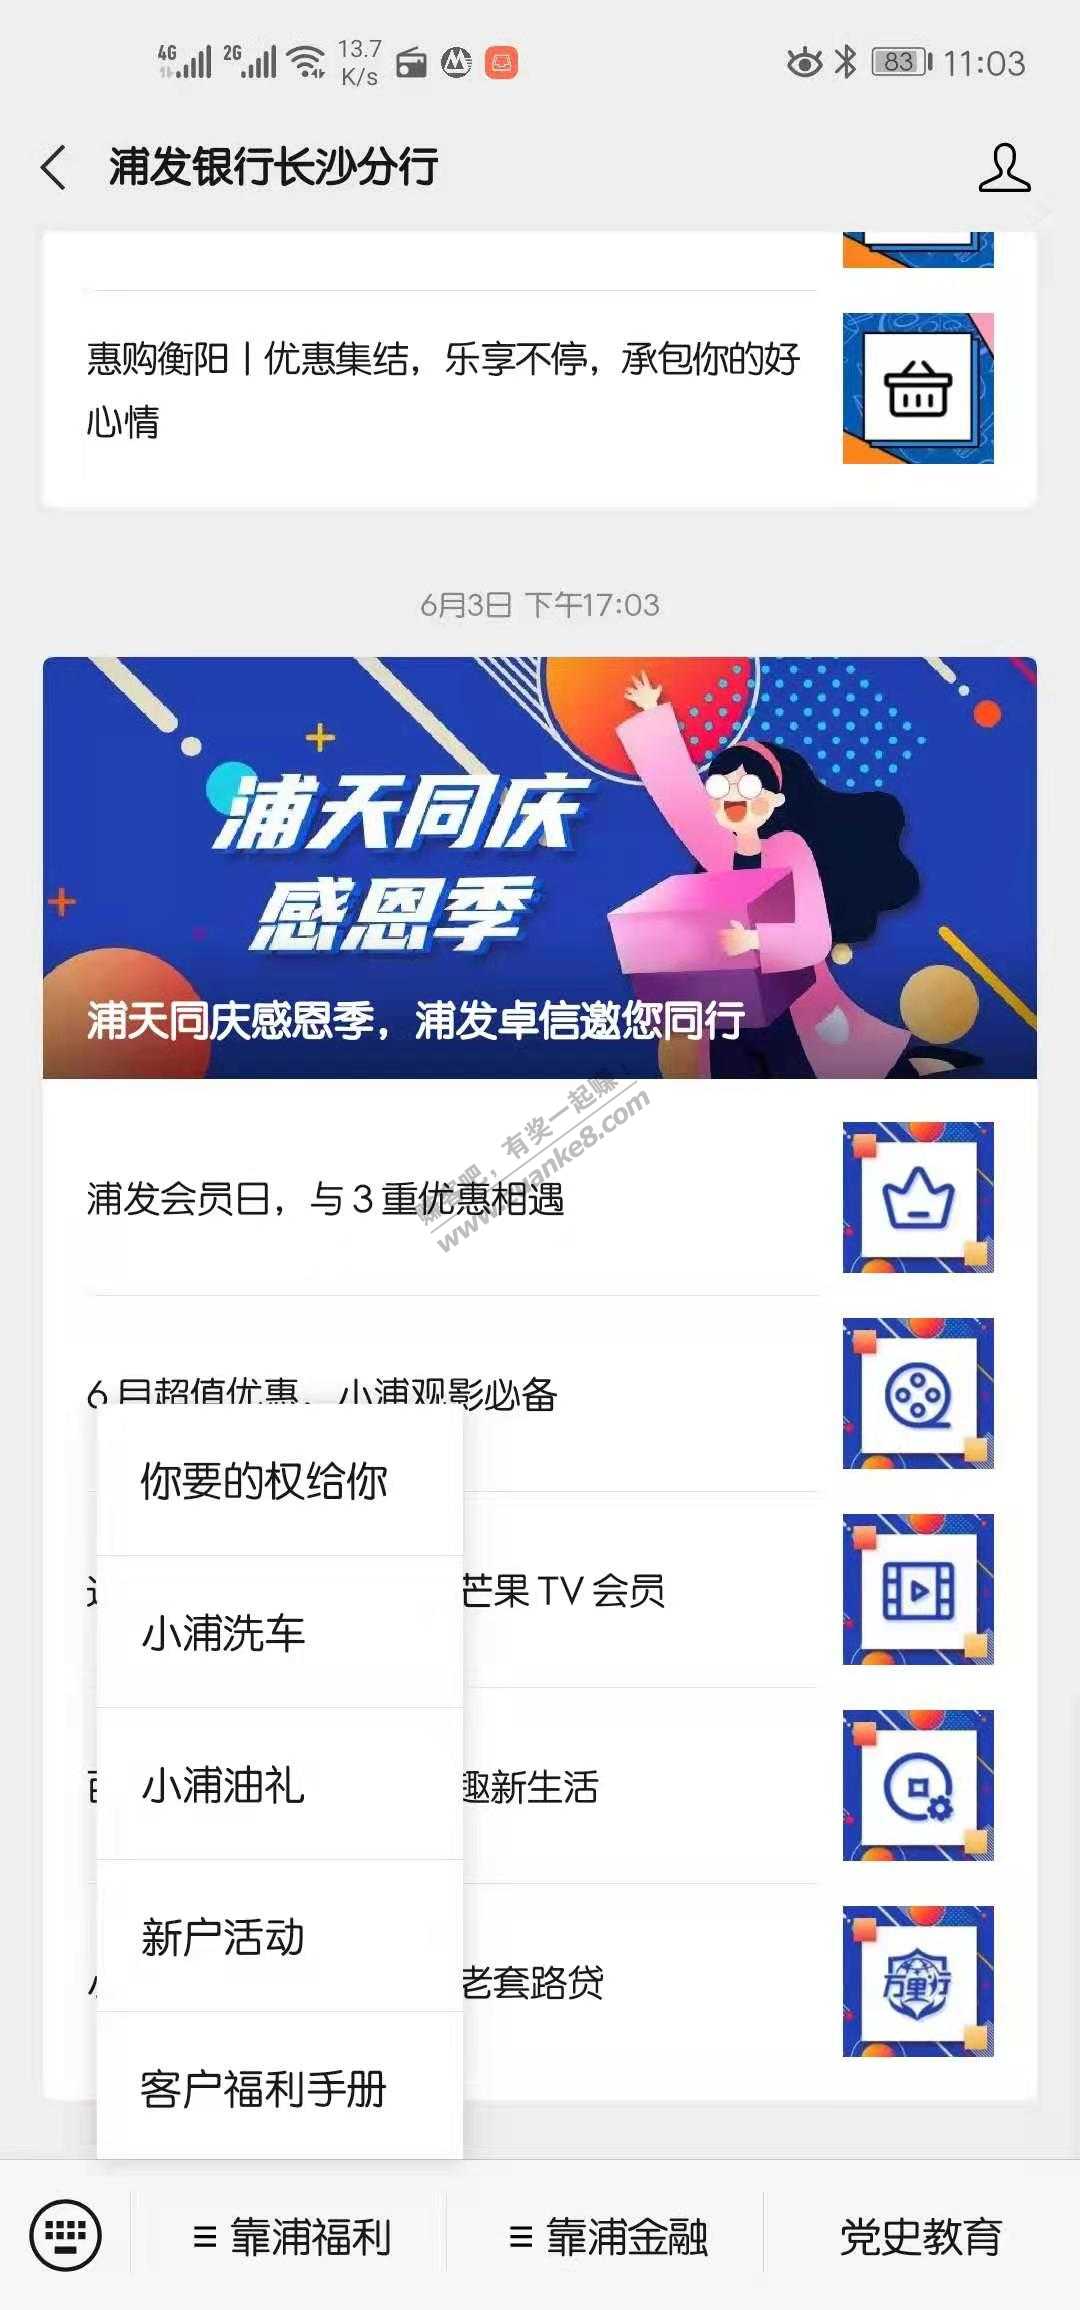 4G 2G 13.7 K/s 83 11:03
浦发银行长沙分行
惠购衡阳丨优惠集结，乐享不停，承包你的好
心情
6月3日 下午17:03
浦天同庆
感恩季
浦天同庆感恩季，浦发卓信邀您同行
赚客吧，有奖一起赚！
www.zuanke8.com
浦发会员日，与3重优惠相遇
6月超值优惠，小浦观影必备
你要的权给你
芒果TV会员
小浦洗车
趣新生活
小浦油礼
万里行
新户活动
老套路贷
客户福利手册
靠浦福利
靠浦金融
党史教育